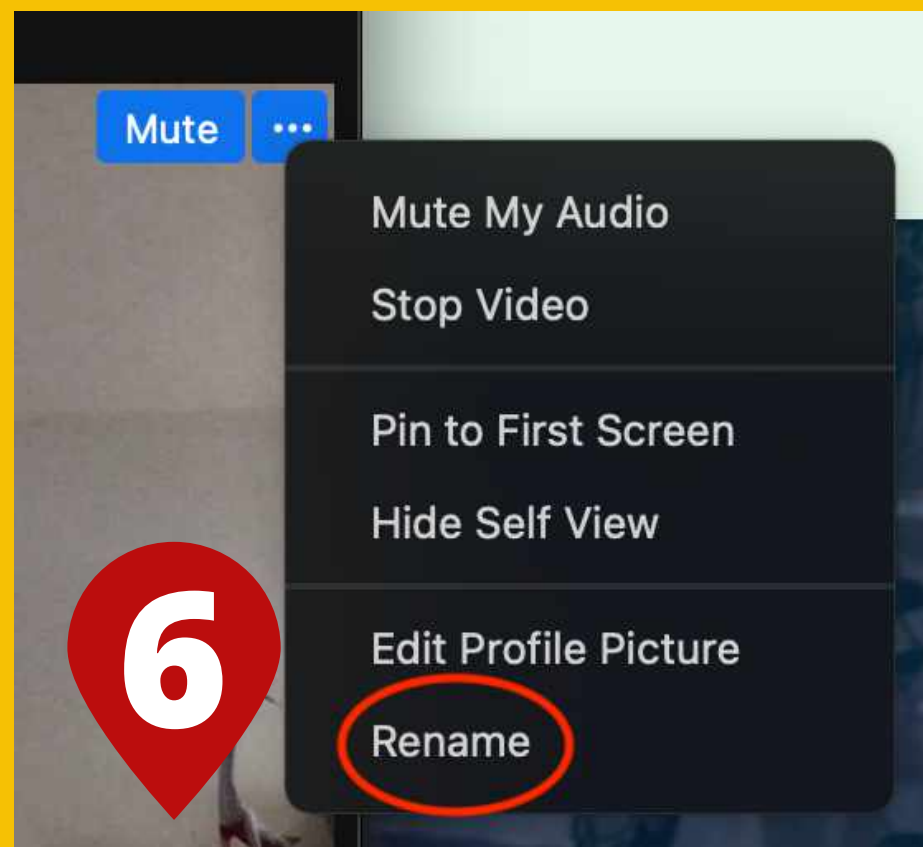 Mute ...
Mute My Audio
Stop Video
Pin to First Screen
Hide Self View
Edit Profile Picture
Rename
6